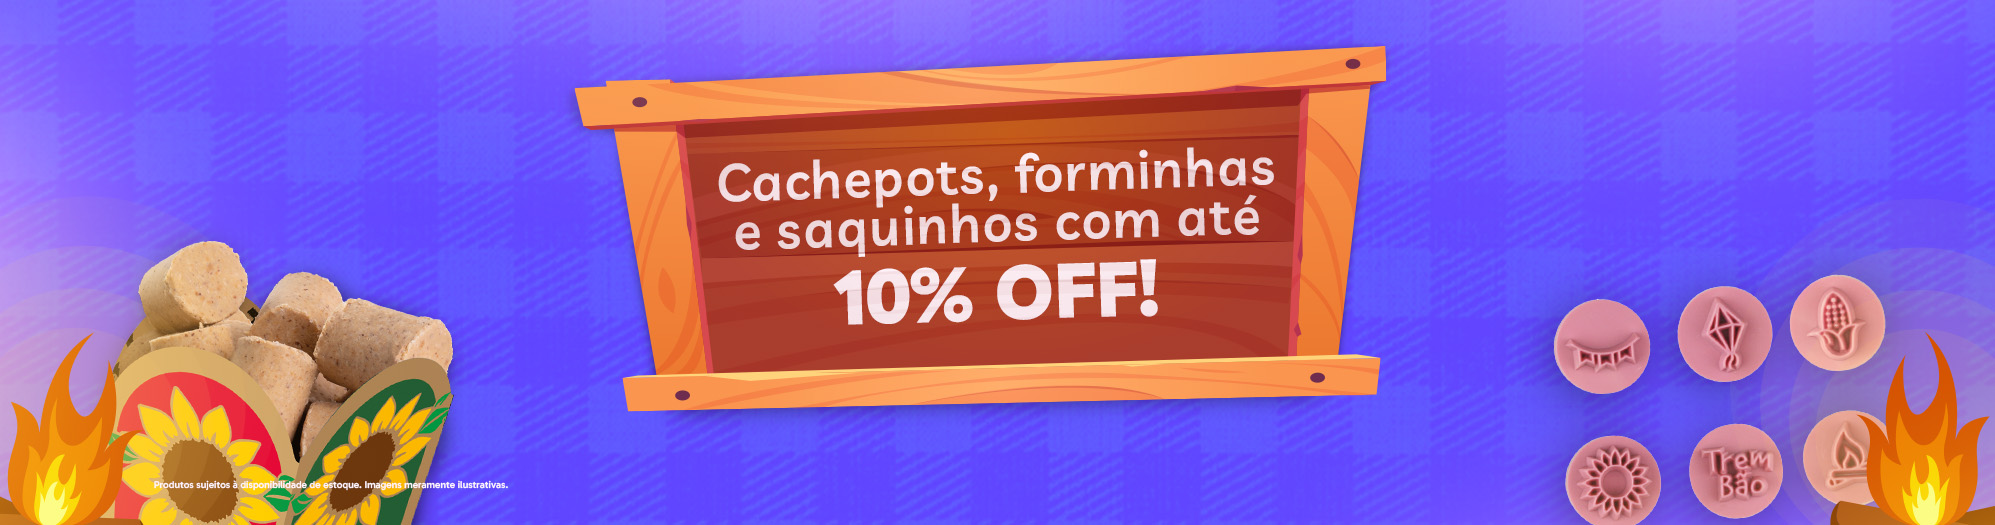 Cachepots, forminhas
e saquinhos com até
10% OFF!
Trem
Bão
Produtos sujeitos à disponibilidade de estoque. Imagens meramente ilustrativas.